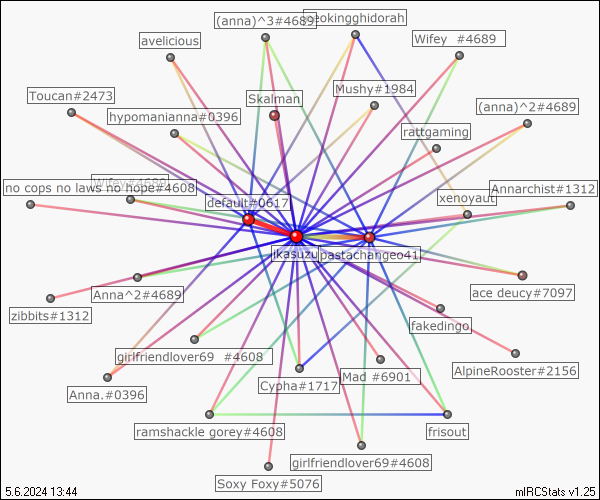 (anna)^3#4689
neokingghidorah
avelicious
Wifey  #4689
Toucan#2473
Skalman
Mushy#1984
hypomanianna#0396
(anna)^2#4689
rattgaming
no cops no laws no hope#4608
Wifey#4689
Annarchist#1312
default#0617
xenoyaut
jkasuzu
pastachangeo41
Anna^2#4689
ace deucy#7097
zibbits#1312
fakedingo
girlfriendlover69  #4608
AlpineRooster#2156
Cypha#1717
Mad #6901
Anna.#0396
ramshackle gorey#4608
frisout
girlfriendlover69#4608
Soxy Foxy#5076
5.6.2024 13:44
mIRCStats v1.25